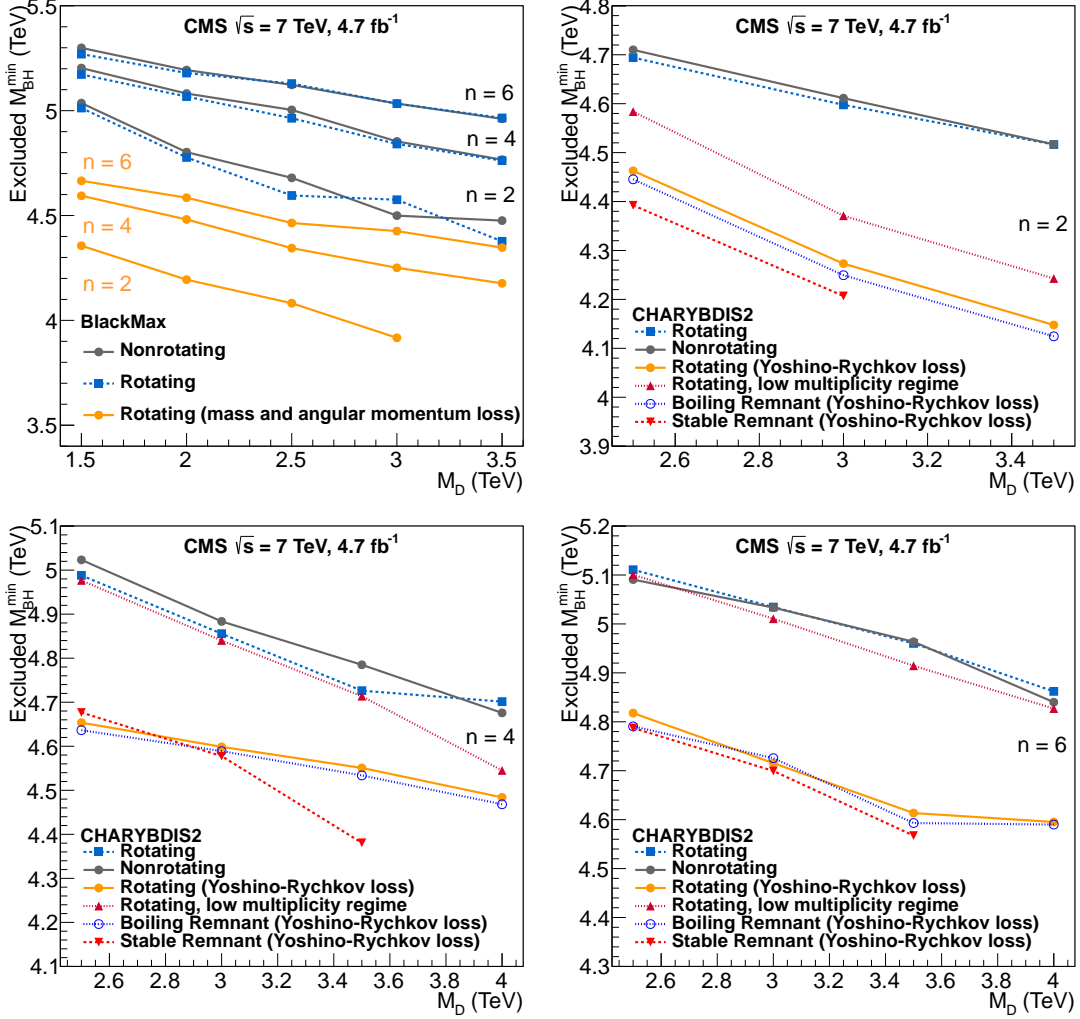 CMS √s = 7 TeV, 4.7 fb⁻¹
Excluded M_BH^min (TeV)
5.5
5
4.5
4
3.5
n = 6
n = 4
n = 2
n = 6
n = 4
n = 2
BlackMax
Nonrotating
Rotating
Rotating (mass and angular momentum loss)
1.5 2 2.5 3 3.5
M_D (TeV)
CMS √s = 7 TeV, 4.7 fb⁻¹
Excluded M_BH^min (TeV)
4.8
4.7
4.6
4.5
4.4
4.3
4.2
4.1
4
3.9
n = 2
CHARYBDIS2
Rotating
Nonrotating
Rotating (Yoshino-Rychkov loss)
Rotating, low multiplicity regime
Boiling Remnant (Yoshino-Rychkov loss)
Stable Remnant (Yoshino-Rychkov loss)
2.6 2.8 3 3.2 3.4
M_D (TeV)
CMS √s = 7 TeV, 4.7 fb⁻¹
Excluded M_BH^min (TeV)
5.1
5
4.9
4.8
4.7
4.6
4.5
4.4
4.3
4.2
4.1
n = 4
CHARYBDIS2
Rotating
Nonrotating
Rotating (Yoshino-Rychkov loss)
Rotating, low multiplicity regime
Boiling Remnant (Yoshino-Rychkov loss)
Stable Remnant (Yoshino-Rychkov loss)
2.6 2.8 3 3.2 3.4 3.6 3.8 4
M_D (TeV)
CMS √s = 7 TeV, 4.7 fb⁻¹
Excluded M_BH^min (TeV)
5.2
5.1
5
4.9
4.8
4.7
4.6
4.5
4.4
4.3
n = 6
CHARYBDIS2
Rotating
Nonrotating
Rotating (Yoshino-Rychkov loss)
Rotating, low multiplicity regime
Boiling Remnant (Yoshino-Rychkov loss)
Stable Remnant (Yoshino-Rychkov loss)
2.6 2.8 3 3.2 3.4 3.6 3.8 4
M_D (TeV)